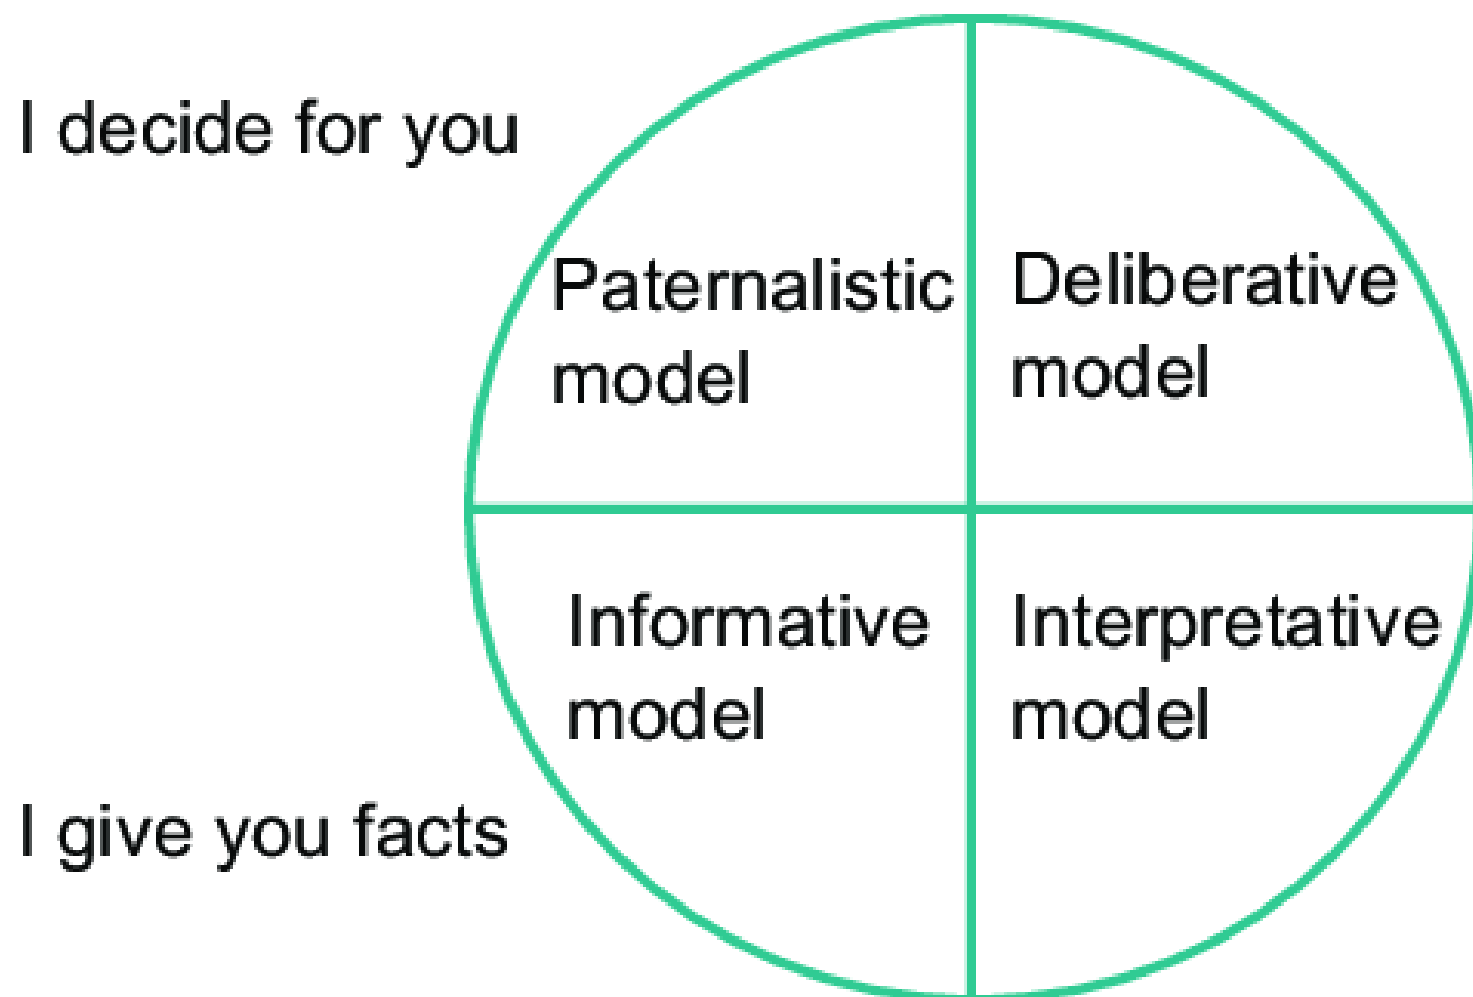 I decide for you
Paternalistic
model
Deliberative
model
Informative
model
Interpretative
model
I give you facts